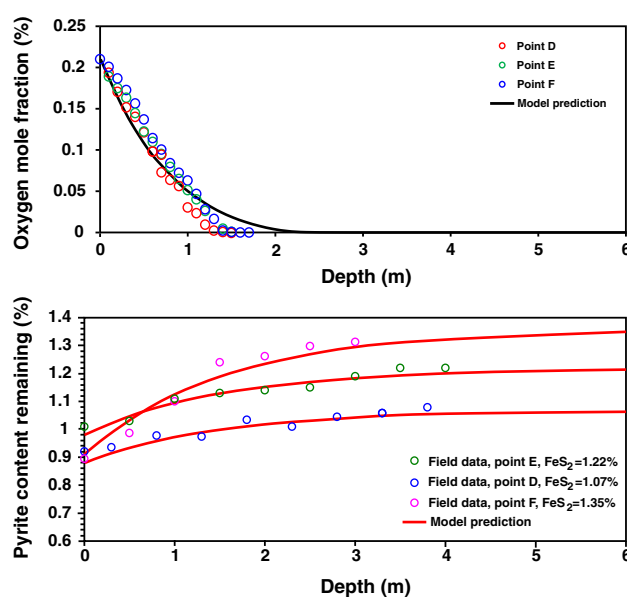 Oxygen mole fraction (%)
0.25
0.2
0.15
0.1
0.05
0
Point D
Point E
Point F
Model prediction
0 1 2 3 4 5 6
Depth (m)
Pyrite content remaining (%)
1.4
1.3
1.2
1.1
1
0.9
0.8
0.7
0.6
Field data, point E, FeS2=1.22%
Field data, point D, FeS2=1.07%
Field data, point F, FeS2=1.35%
Model prediction
0 1 2 3 4 5 6
Depth (m)